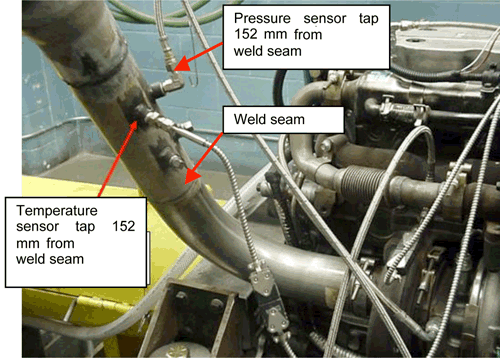 Pressure sensor tap
152 mm from
weld seam
Weld seam
Temperature
sensor tap 152
mm from
weld seam